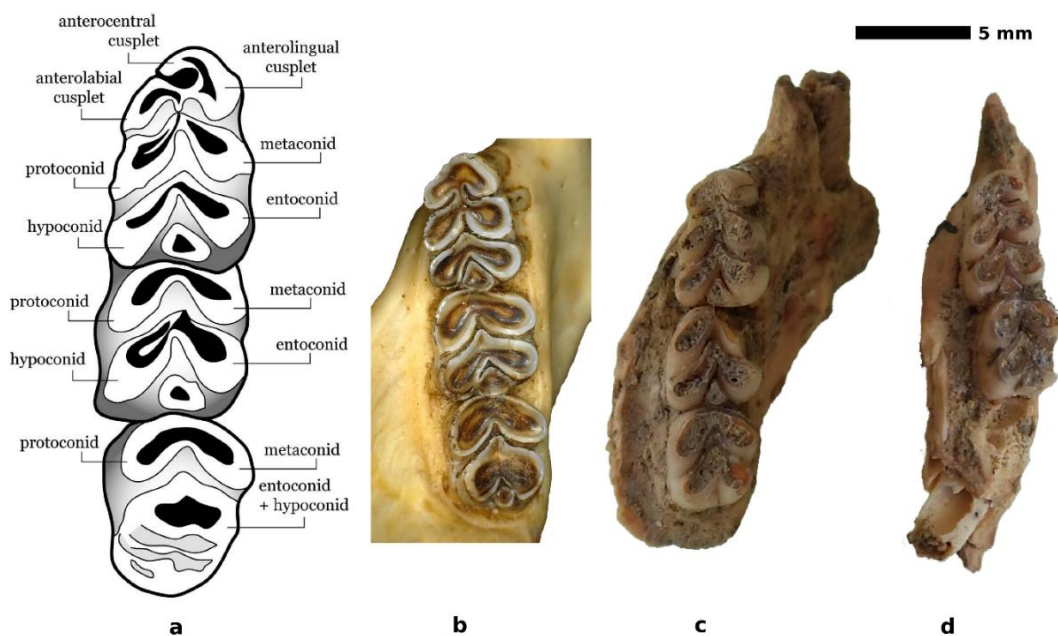 anterocentral
cusplet
anterolingual
cusplet
anterolabial
cusplet
metaconid
protoconid
entoconid
hypoconid
protoconid
metaconid
hypoconid
entoconid
protoconid
metaconid
entoconid
+ hypoconid
5 mm
a
b
c
d